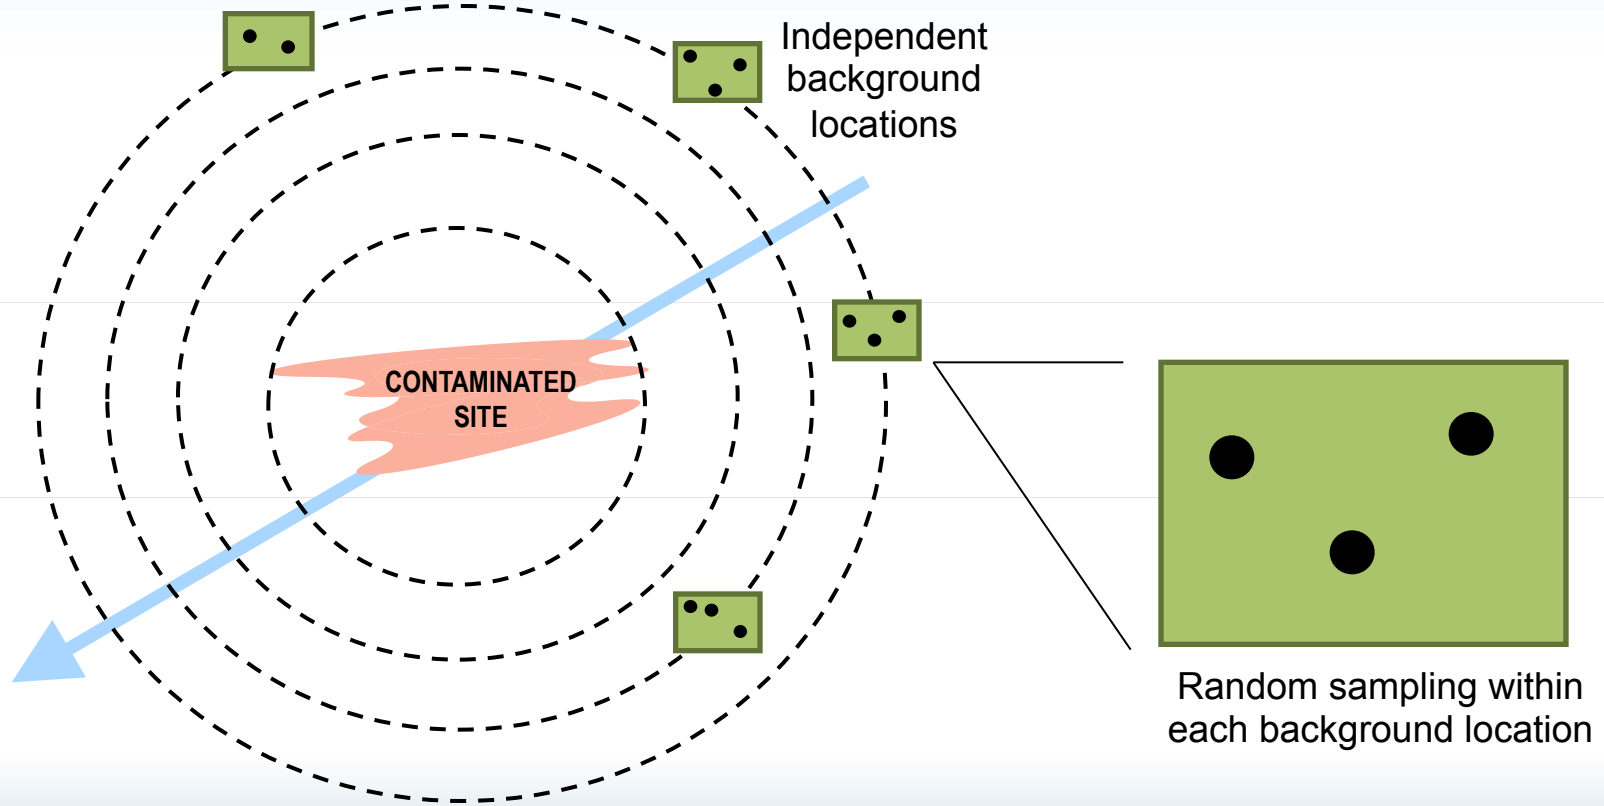 Independent
background
locations
CONTAMINATED
SITE
Random sampling within
each background location